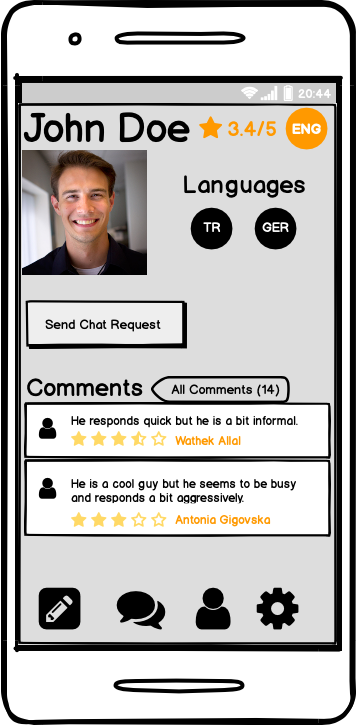 20:44
John Doe 3.4/5 ENG
Languages
TR GER
Send Chat Request
Comments All Comments (14)
He responds quick but he is a bit informal.
Wathek Allal
He is a cool guy but he seems to be busy
and responds a bit aggressively.
Antonia Gigovska